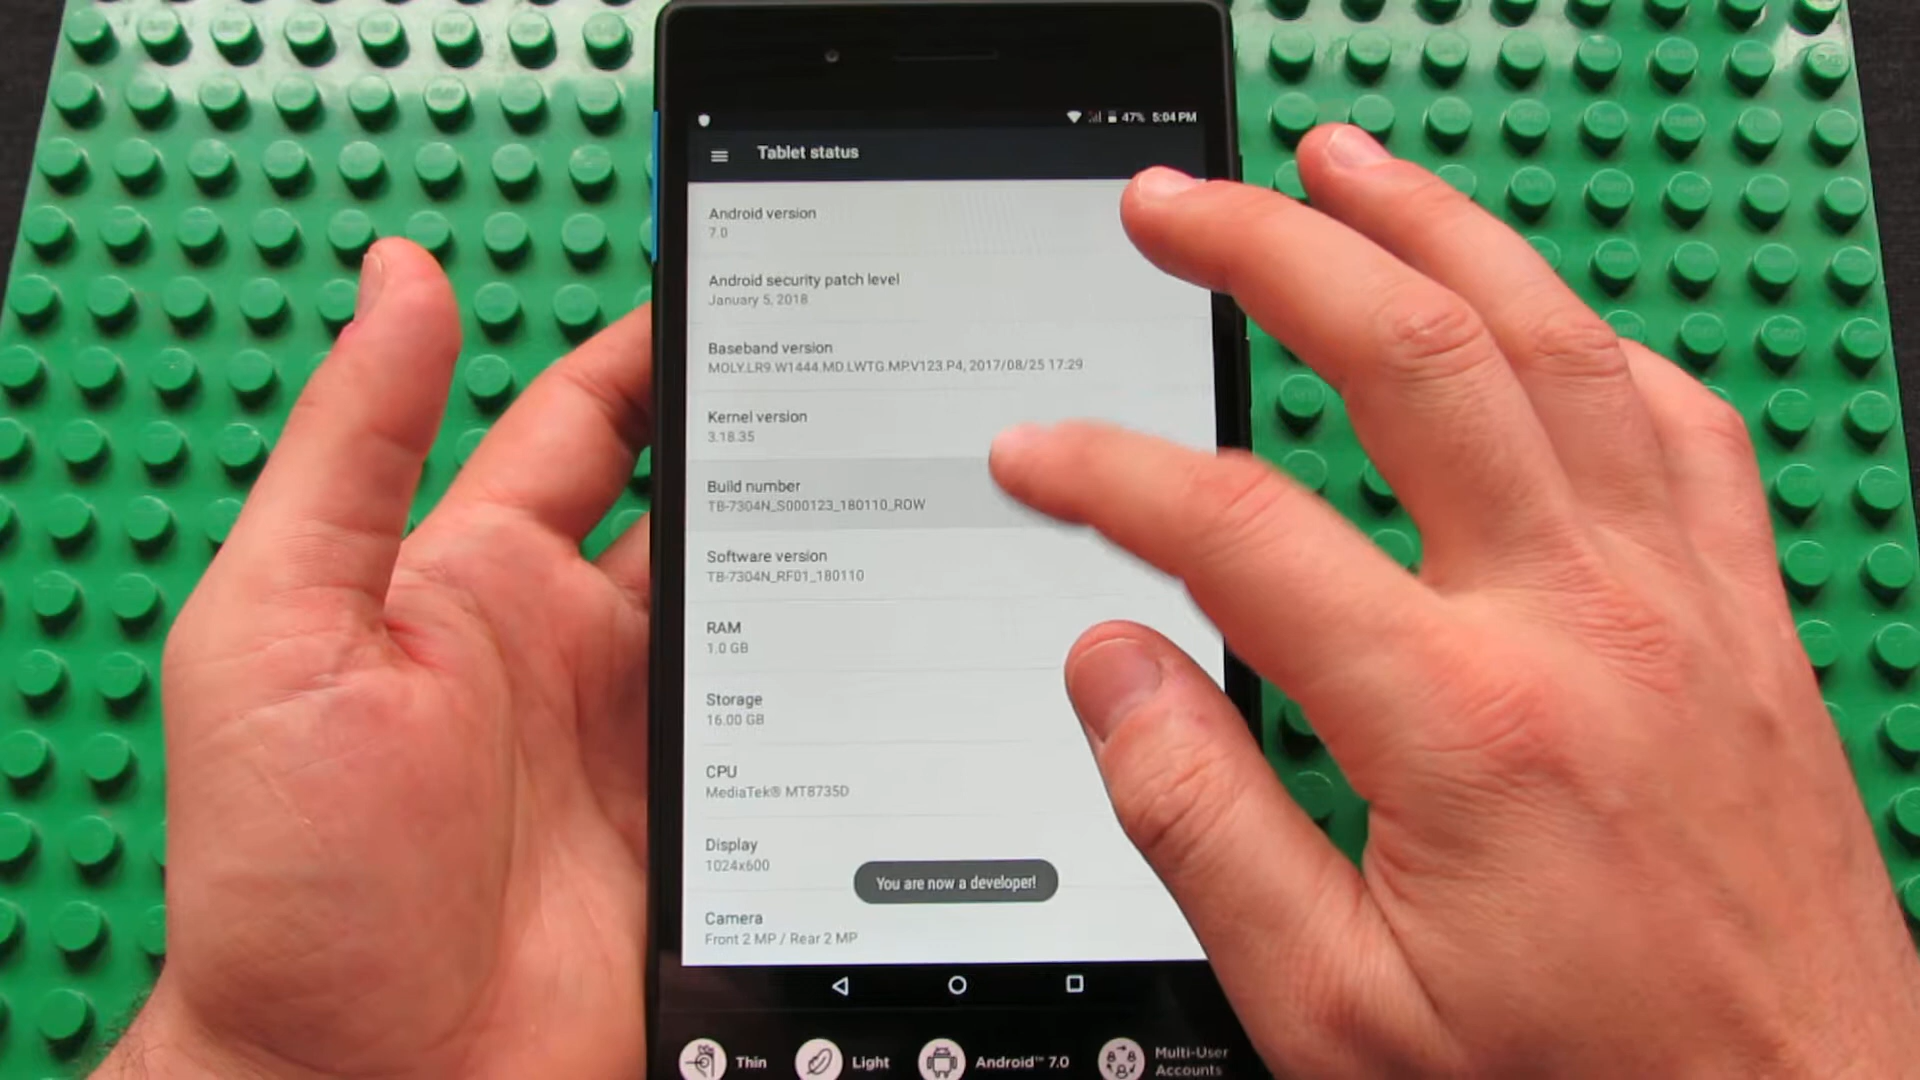 47% 5:04 PM
Tablet status
Android version
7.0
Android security patch level
January 5, 2018
Baseband version
MOLY.LR9.W1444.MD.LWTG.MP.V123.P4, 2017/08/25 17:29
Kernel version
3.18.35
Build number
TB-7304N_S000123_180110_ROW
Software version
TB-7304N_RF01_180110
RAM
1.0 GB
Storage
16.00 GB
CPU
MediaTek® MT8735D
Display
1024x600
You are now a developer!
Camera
Front 2 MP / Rear 2 MP
Thin
Light
Android™ 7.0
Multi-User
Accounts